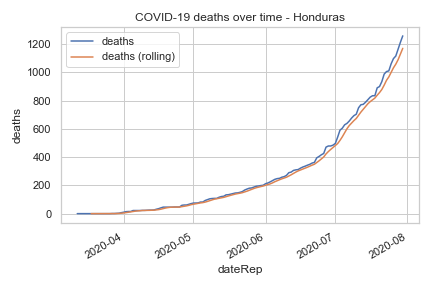 COVID-19 deaths over time - Honduras
deaths
deaths (rolling)
1200
1000
800
600
400
200
0
deaths
2020-04
2020-05
2020-06
2020-07
2020-08
dateRep